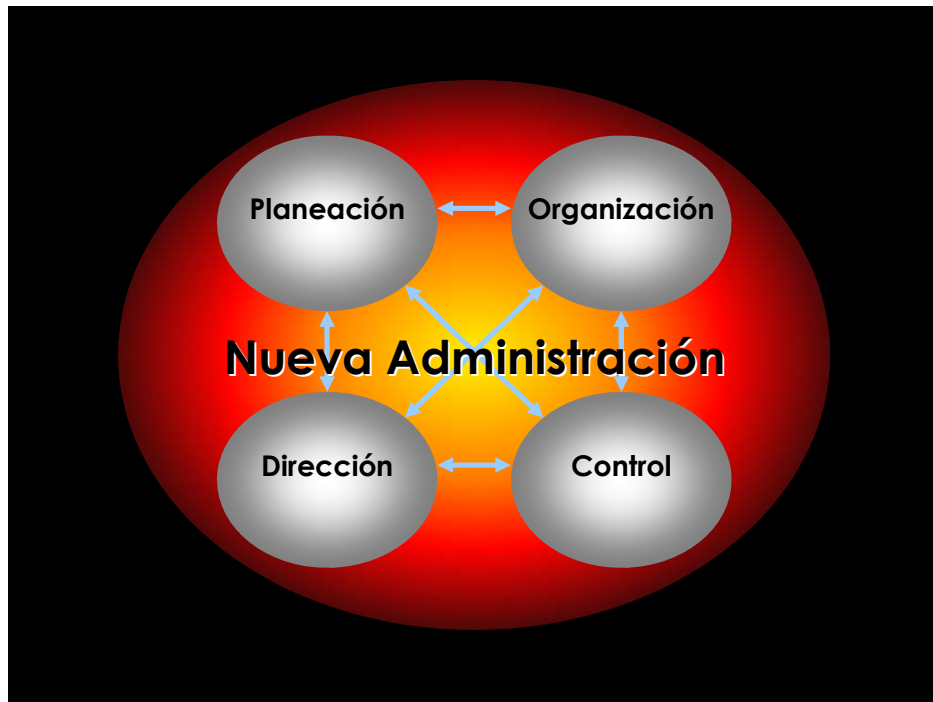 Planeación
Organización
Nueva Administración
Dirección
Control